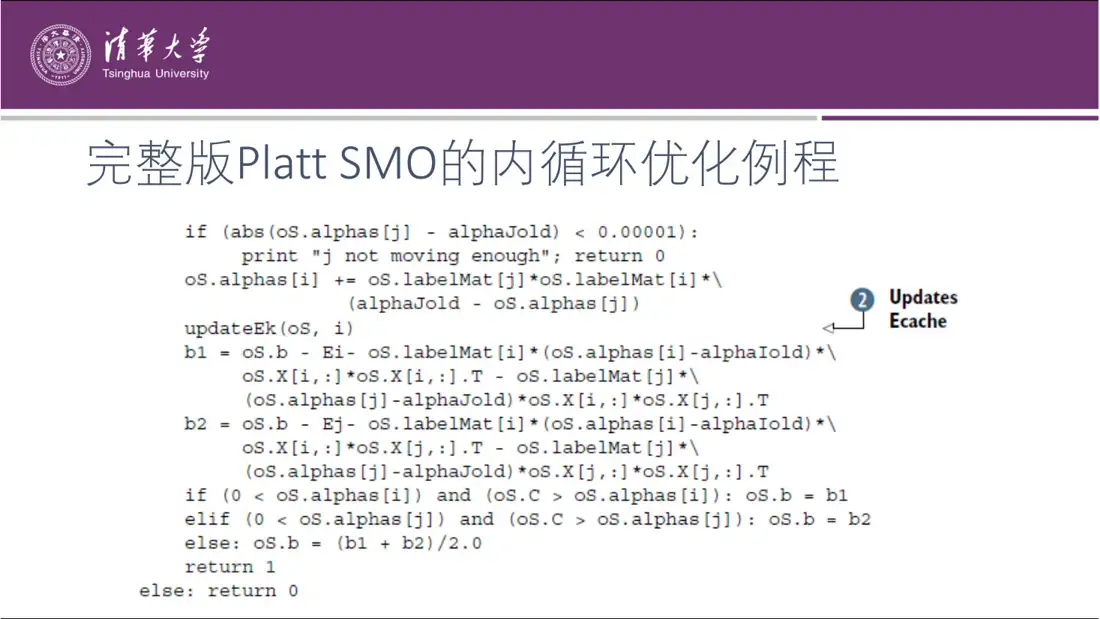 清華大学
Tsinghua University
完整版Platt SMO的内循环优化例程
if (abs(oS.alphas[j] - alphaJold) < 0.00001):
print "j not moving enough"; return 0
oS.alphas[i] += oS.labelMat[j]*oS.labelMat[i]*\
(alphaJold - oS.alphas[j])
updateEk(oS, i)
2 Updates
Ecache
b1 = oS.b - Ei- oS.labelMat[i]*(oS.alphas[i]-alphaIold)*\
oS.X[i,:]*oS.X[i,:].T - oS.labelMat[j]*\
(oS.alphas[j]-alphaJold)*oS.X[i,:]*oS.X[j,:].T
b2 = oS.b - Ej- oS.labelMat[i]*(oS.alphas[i]-alphaIold)*\
oS.X[i,:]*oS.X[j,:].T - oS.labelMat[j]*\
(oS.alphas[j]-alphaJold)*oS.X[j,:]*oS.X[j,:].T
if (0 < oS.alphas[i]) and (oS.C > oS.alphas[i]): oS.b = b1
elif (0 < oS.alphas[j]) and (oS.C > oS.alphas[j]): oS.b = b2
else: oS.b = (b1 + b2)/2.0
return 1
else: return 0